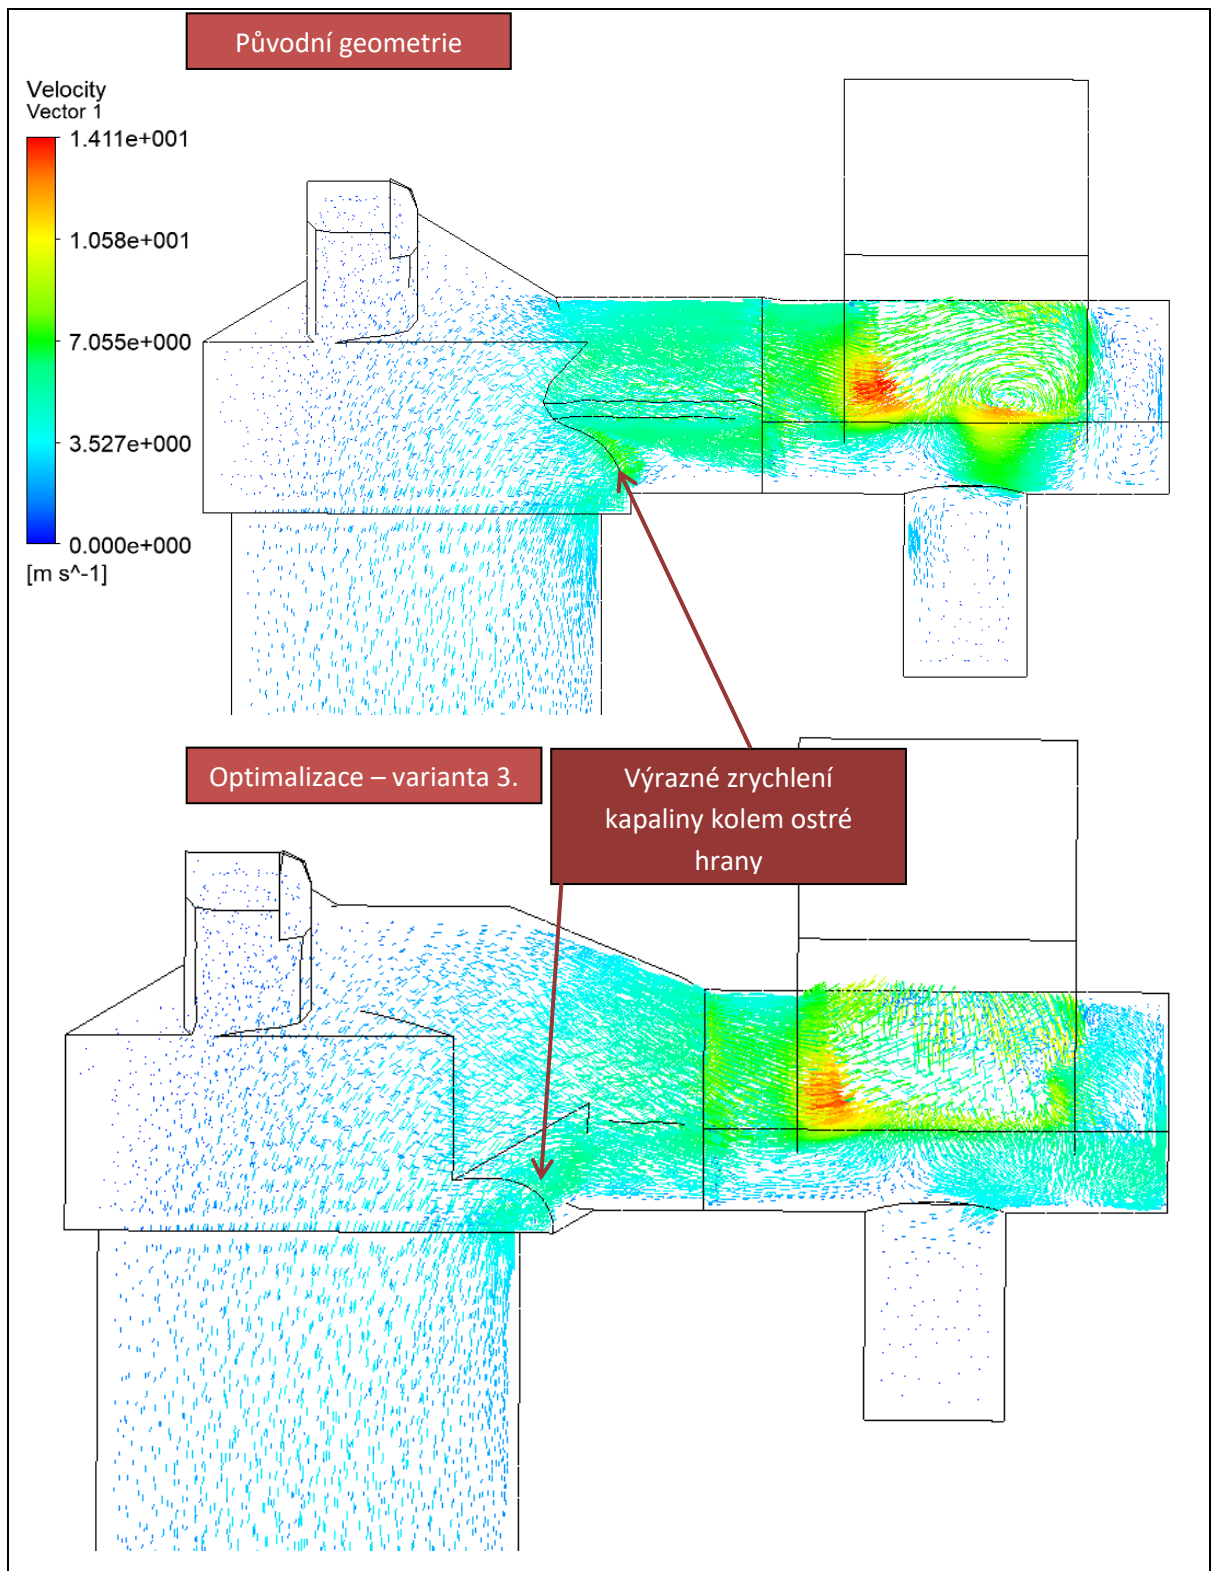 Původní geometrie
Velocity
Vector 1
1.411e+001
1.058e+001
7.055e+000
3.527e+000
0.000e+000
[m s^-1]
Optimalizace – varianta 3.
Výrazné zrychlení
kapaliny kolem ostré
hrany